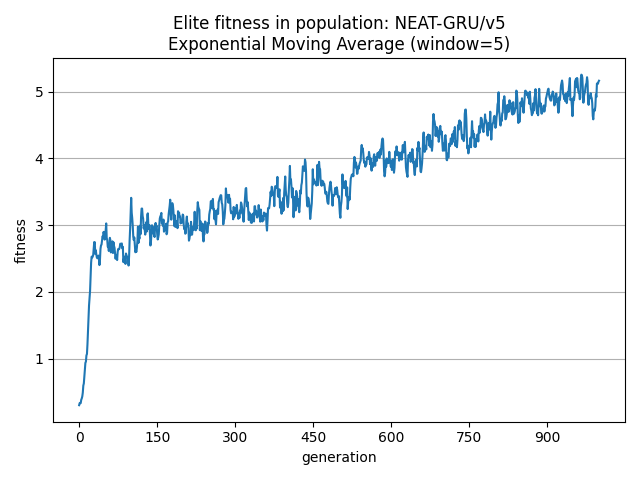 Elite fitness in population: NEAT-GRU/v5
Exponential Moving Average (window=5)
fitness
5
4
3
2
1
0 150 300 450 600 750 900
generation